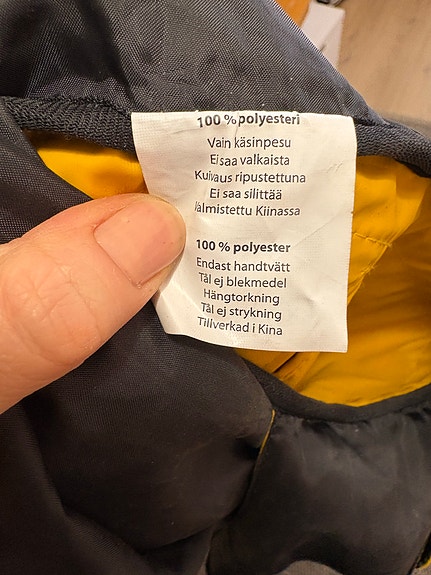 100 % polyesteri
Vain käsinpesu
Ei saa valkaista
Kuivaus ripustettuna
Ei saa silittää
Valmistettu Kiinassa
100 % polyester
Endast handtvätt
Tål ej blekmedel
Hängtorkning
Tål ej strykning
Tillverkad i Kina